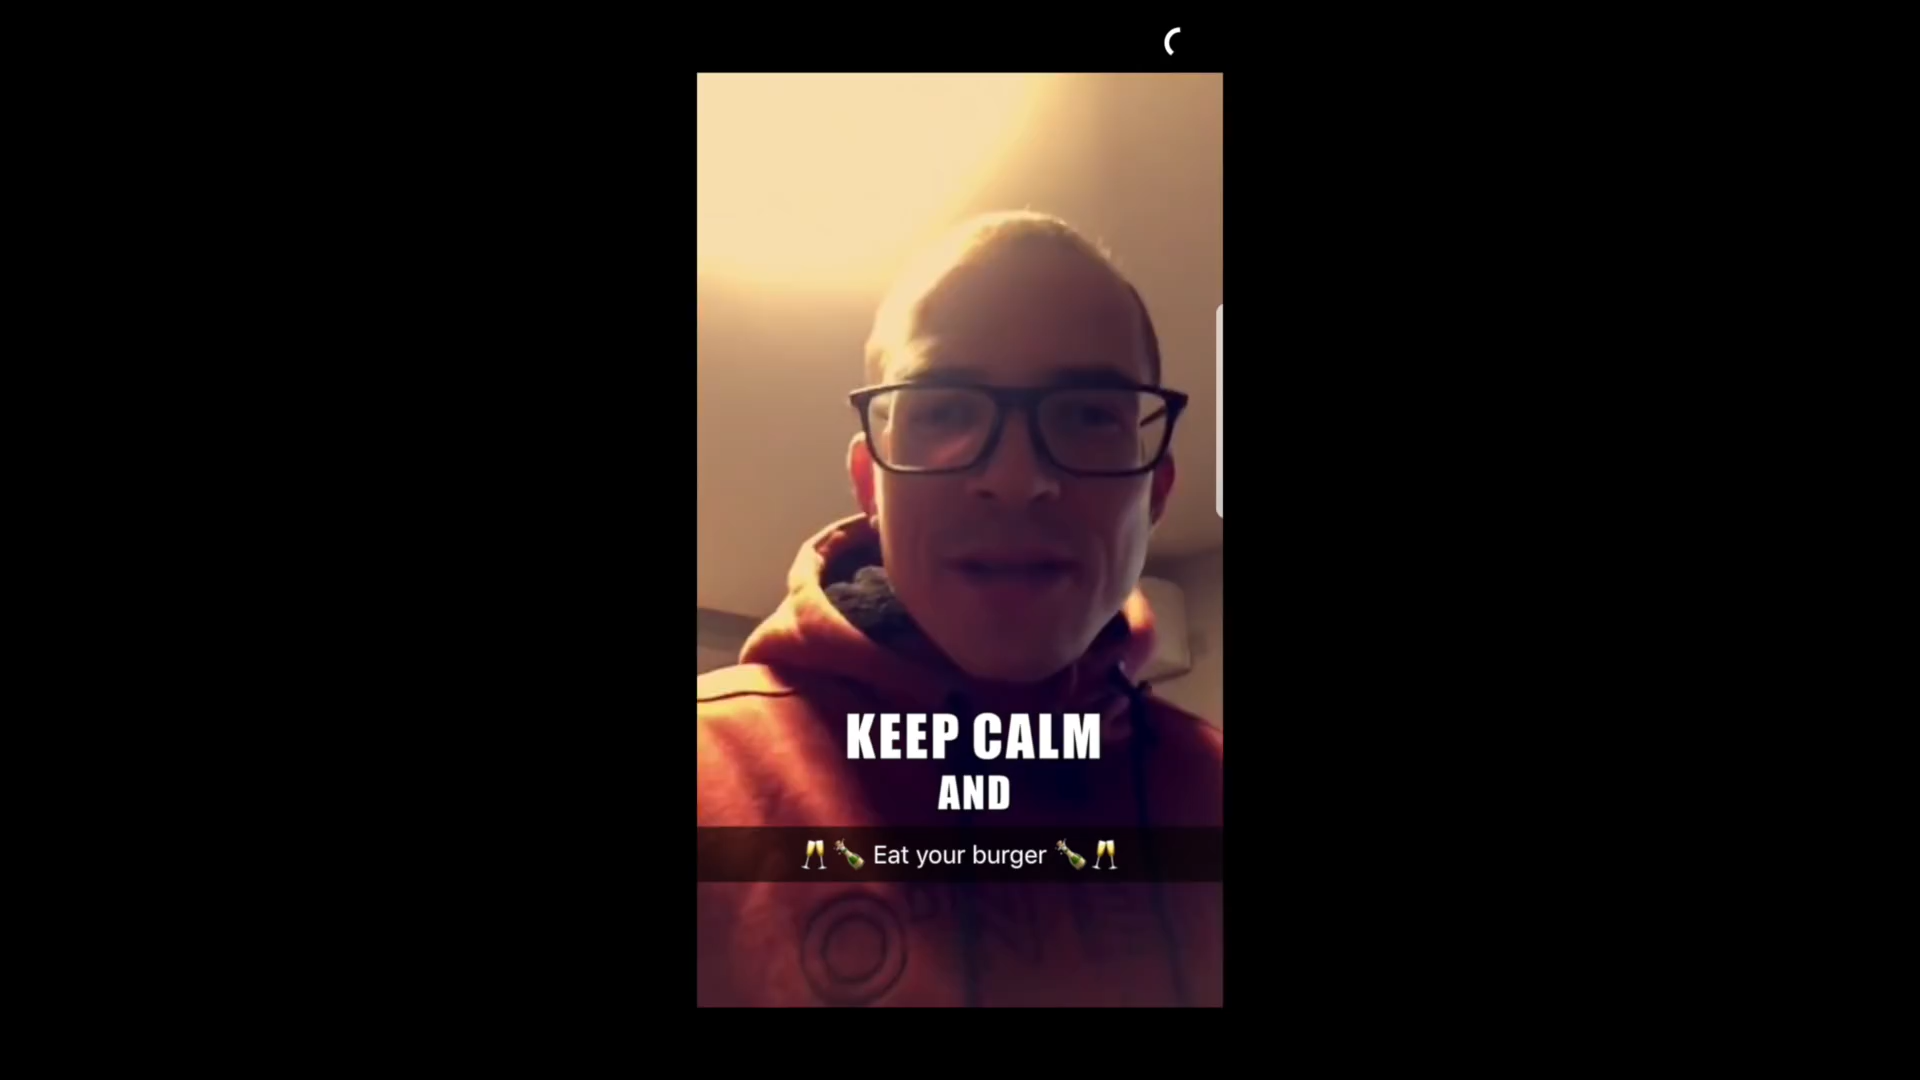 KEEP CALM
AND
🥂🍾 Eat your burger 🍾🥂